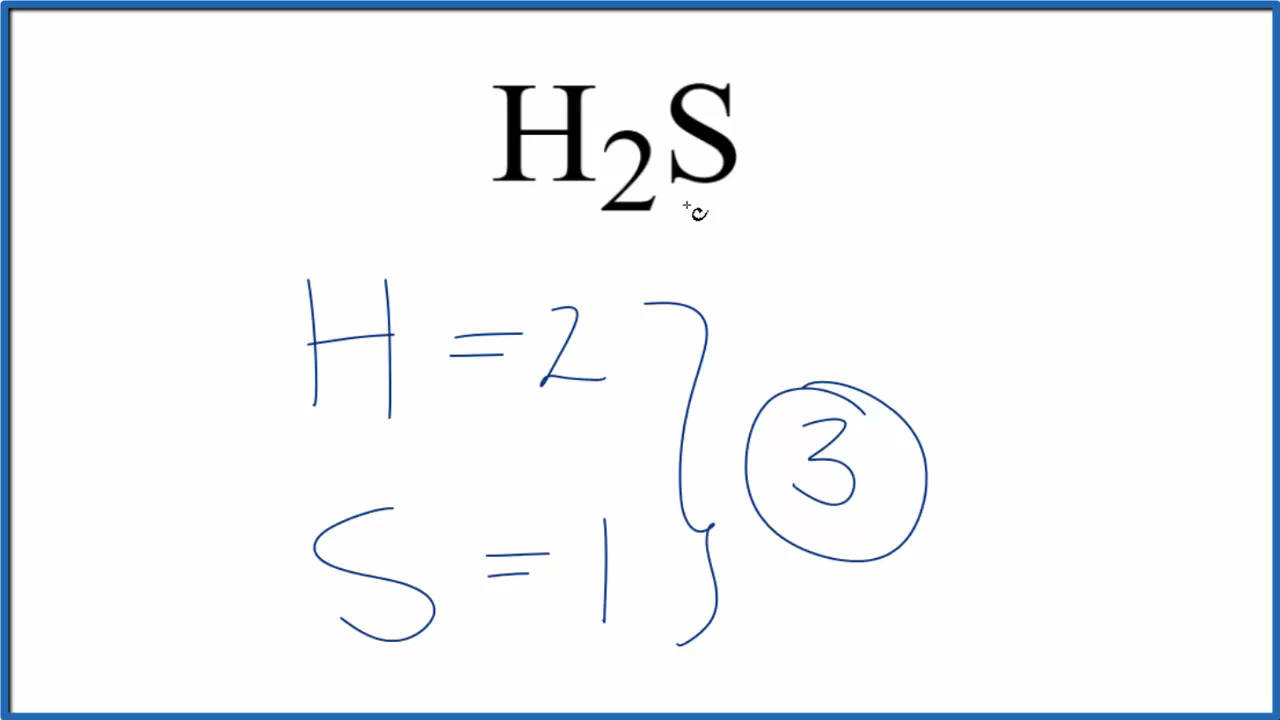 H₂S
H = 2
3
S = 1